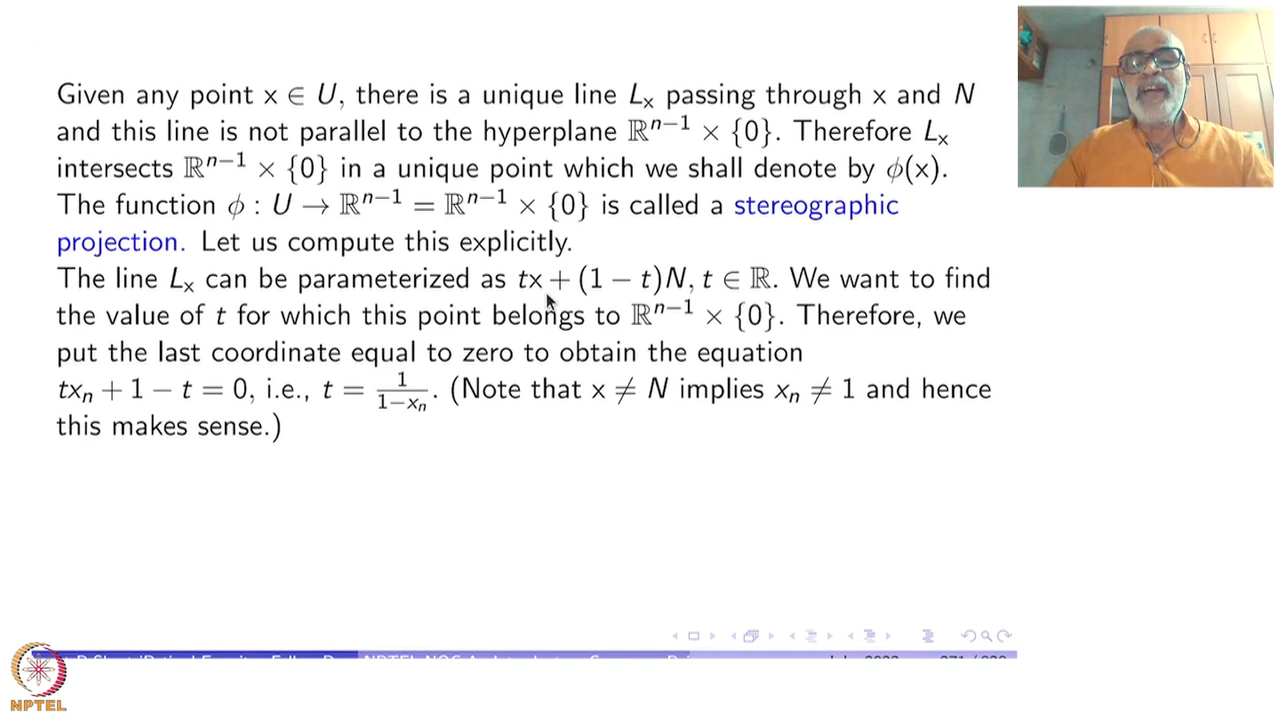 Given any point x ∈ U, there is a unique line Lₓ passing through x and N
and this line is not parallel to the hyperplane ℝⁿ⁻¹ × {0}. Therefore Lₓ
intersects ℝⁿ⁻¹ × {0} in a unique point which we shall denote by ϕ(x).
The function ϕ : U → ℝⁿ⁻¹ = ℝⁿ⁻¹ × {0} is called a stereographic
projection. Let us compute this explicitly.
The line Lₓ can be parameterized as tx + (1 − t)N, t ∈ ℝ. We want to find
the value of t for which this point belongs to ℝⁿ⁻¹ × {0}. Therefore, we
put the last coordinate equal to zero to obtain the equation
txₙ + 1 − t = 0, i.e., t = 1/(1−xₙ). (Note that x ≠ N implies xₙ ≠ 1 and hence
this makes sense.)
NPTEL